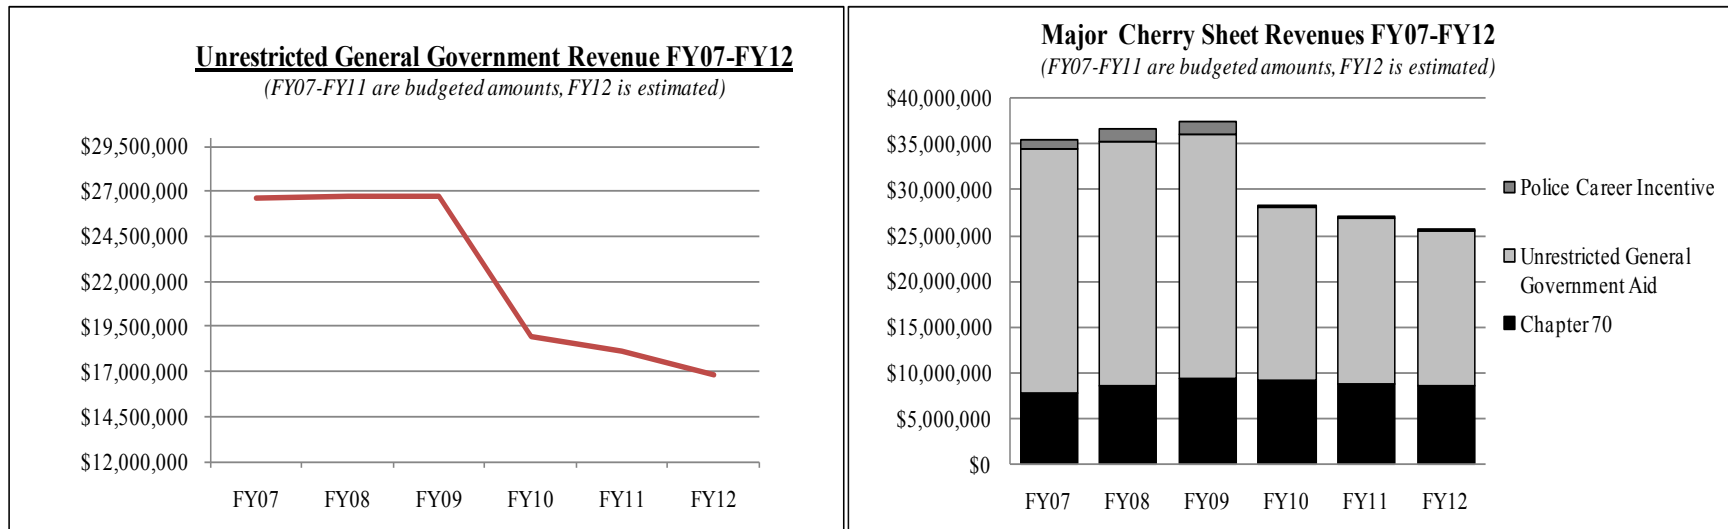 Unrestricted General Government Revenue FY07-FY12
(FY07-FY11 are budgeted amounts, FY12 is estimated)
$29,500,000
$27,000,000
$24,500,000
$22,000,000
$19,500,000
$17,000,000
$14,500,000
$12,000,000
FY07 FY08 FY09 FY10 FY11 FY12
Major Cherry Sheet Revenues FY07-FY12
(FY07-FY11 are budgeted amounts, FY12 is estimated)
$40,000,000
$35,000,000
$30,000,000
$25,000,000
$20,000,000
$15,000,000
$10,000,000
$5,000,000
$0
FY07 FY08 FY09 FY10 FY11 FY12
Police Career Incentive
Unrestricted General
Government Aid
Chapter 70